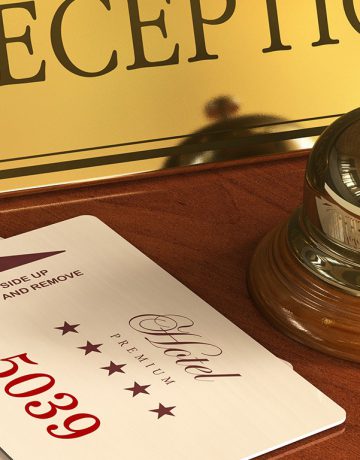 ECEPTIO
SIDE UP
AND REMOVE
Hotel
PREMIUM
5039